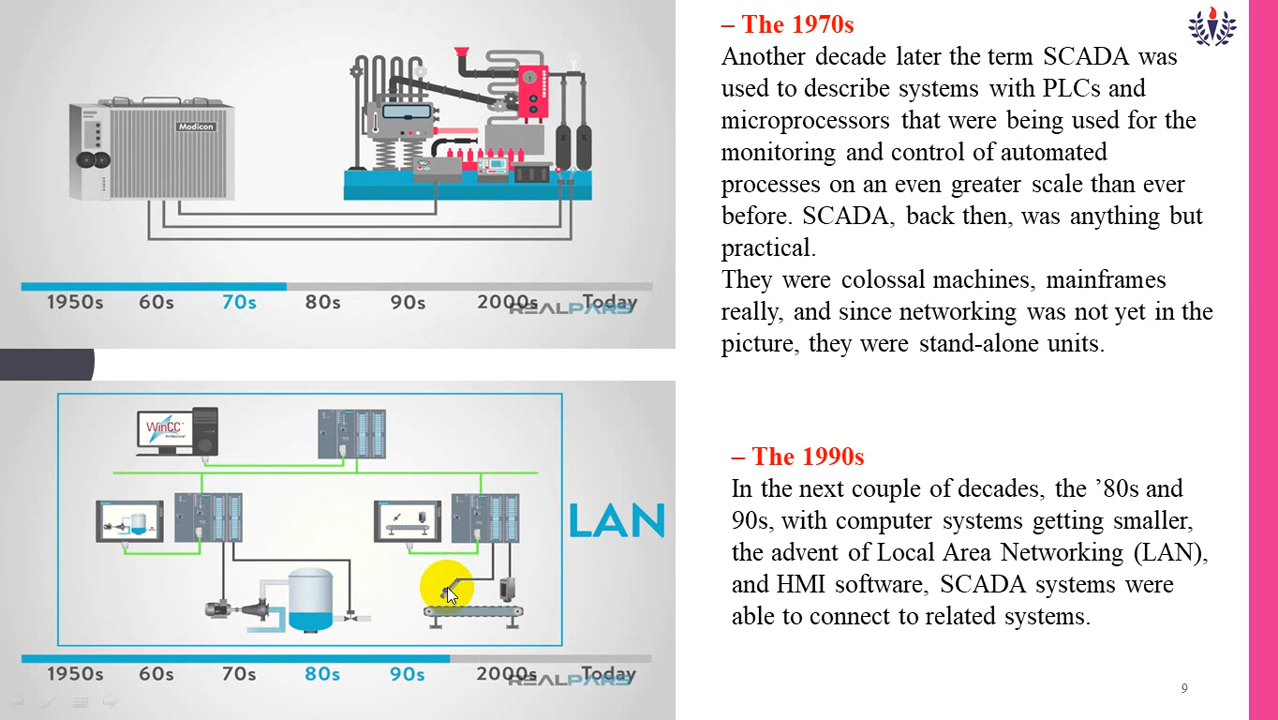 – The 1970s
Another decade later the term SCADA was
used to describe systems with PLCs and
microprocessors that were being used for the
monitoring and control of automated
processes on an even greater scale than ever
before. SCADA, back then, was anything but
practical.
They were colossal machines, mainframes
really, and since networking was not yet in the
picture, they were stand-alone units.
Modicon
1950s 60s 70s 80s 90s 2000s Today
REALPARS
– The 1990s
In the next couple of decades, the ’80s and
90s, with computer systems getting smaller,
the advent of Local Area Networking (LAN),
and HMI software, SCADA systems were
able to connect to related systems.
WinCC
Professional
LAN
1950s 60s 70s 80s 90s 2000s Today
REALPARS
9